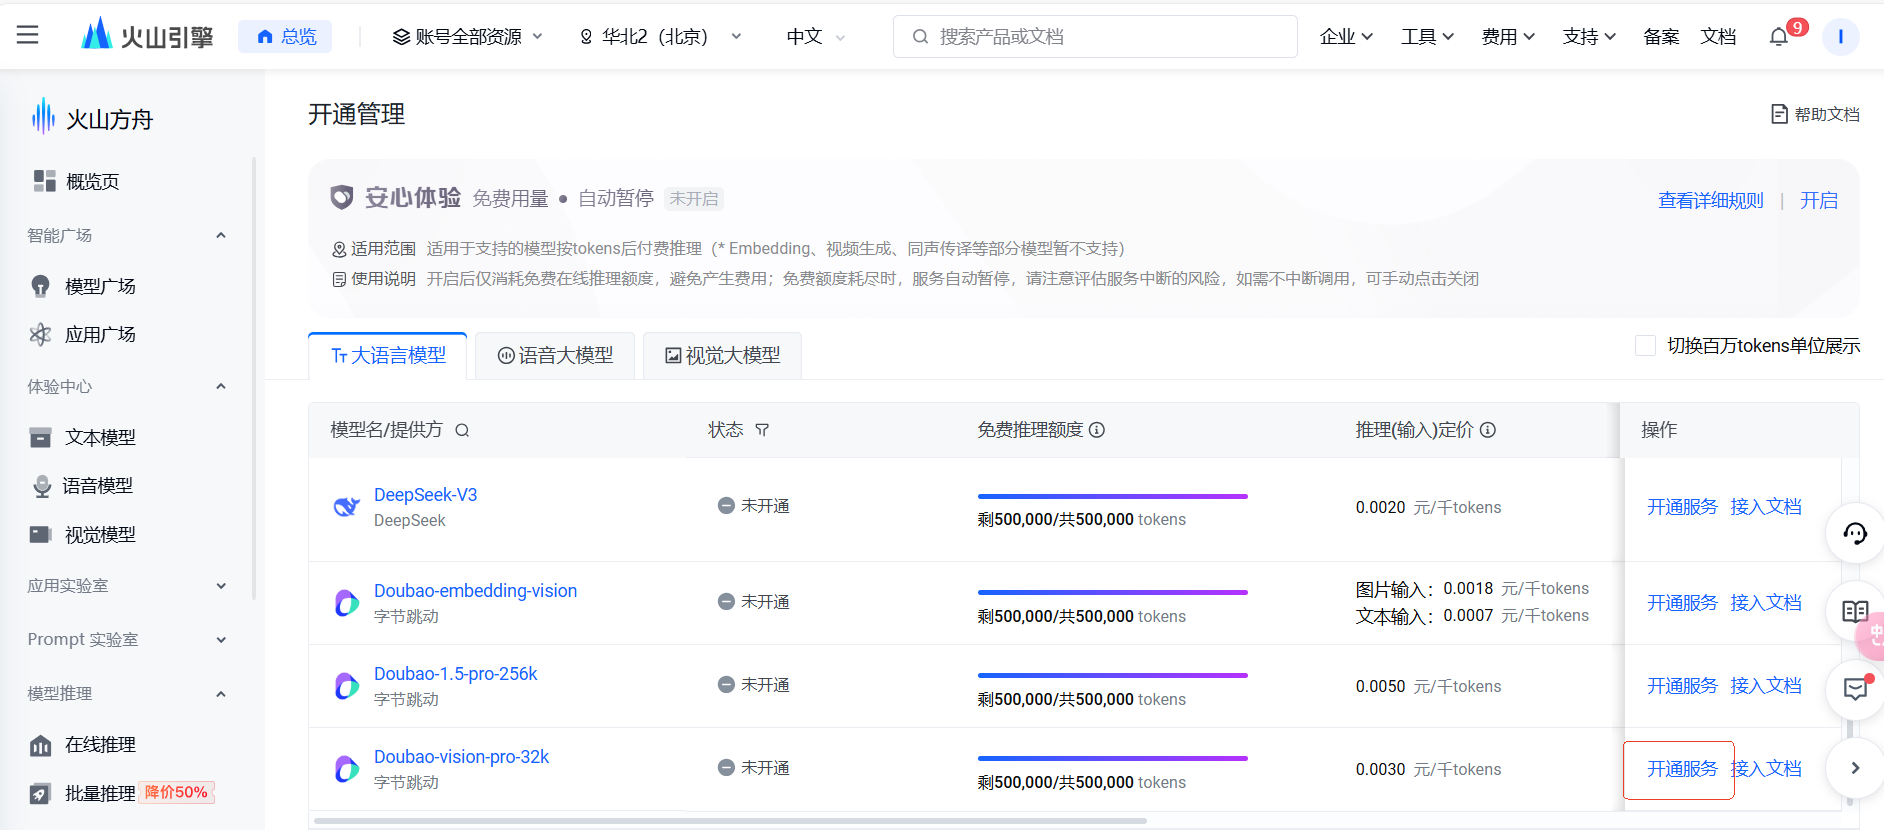 火山引擎 总览 账号全部资源 华北2（北京） 中文 搜索产品或文档 企业 工具 费用 支持 备案 文档 9 I
火山方舟
概览页
智能广场
模型广场
应用广场
体验中心
文本模型
语音模型
视觉模型
应用实验室
Prompt 实验室
模型推理
在线推理
批量推理 降价50%
开通管理 帮助文档
安心体验 免费用量 • 自动暂停 未开启 查看详细规则 | 开启
适用范围 适用于支持的模型按tokens后付费推理（* Embedding、视频生成、同声传译等部分模型暂不支持）
使用说明 开启后仅消耗免费在线推理额度，避免产生费用；免费额度耗尽时，服务自动暂停，请注意评估服务中断的风险，如需不中断调用，可手动点击关闭
大语言模型 语音大模型 视觉大模型 切换百万tokens单位展示
模型名/提供方 状态 免费推理额度 推理(输入)定价 操作
DeepSeek-V3
DeepSeek
未开通
剩500,000/共500,000 tokens
0.0020 元/千tokens
开通服务 接入文档
Doubao-embedding-vision
字节跳动
未开通
剩500,000/共500,000 tokens
图片输入：0.0018 元/千tokens
文本输入：0.0007 元/千tokens
开通服务 接入文档
Doubao-1.5-pro-256k
字节跳动
未开通
剩500,000/共500,000 tokens
0.0050 元/千tokens
开通服务 接入文档
Doubao-vision-pro-32k
字节跳动
未开通
剩500,000/共500,000 tokens
0.0030 元/千tokens
开通服务 接入文档